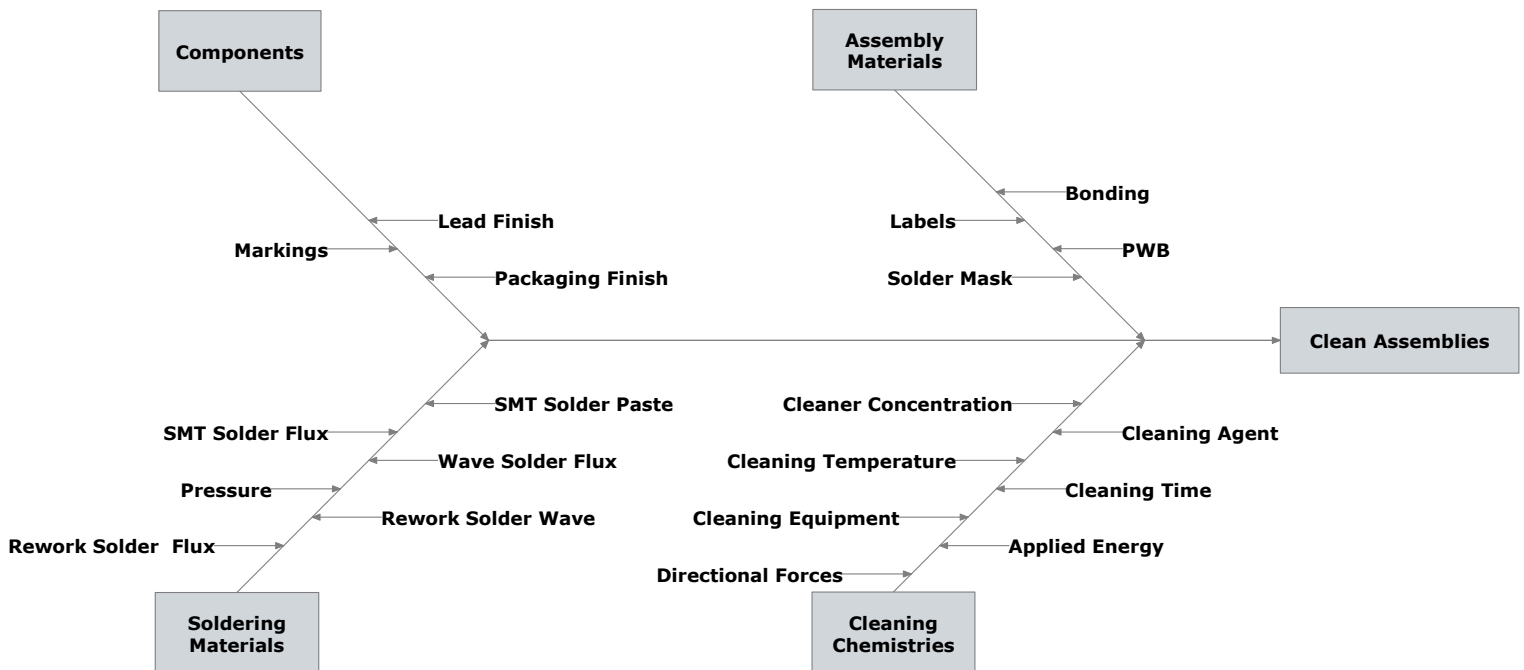 Components
Assembly
Materials
Bonding
Lead Finish
Labels
Markings
PWB
Packaging Finish
Solder Mask
Clean Assemblies
SMT Solder Paste
Cleaner Concentration
SMT Solder Flux
Cleaning Agent
Wave Solder Flux
Cleaning Temperature
Pressure
Cleaning Time
Rework Solder Wave
Cleaning Equipment
Rework Solder  Flux
Applied Energy
Directional Forces
Soldering
Materials
Cleaning
Chemistries